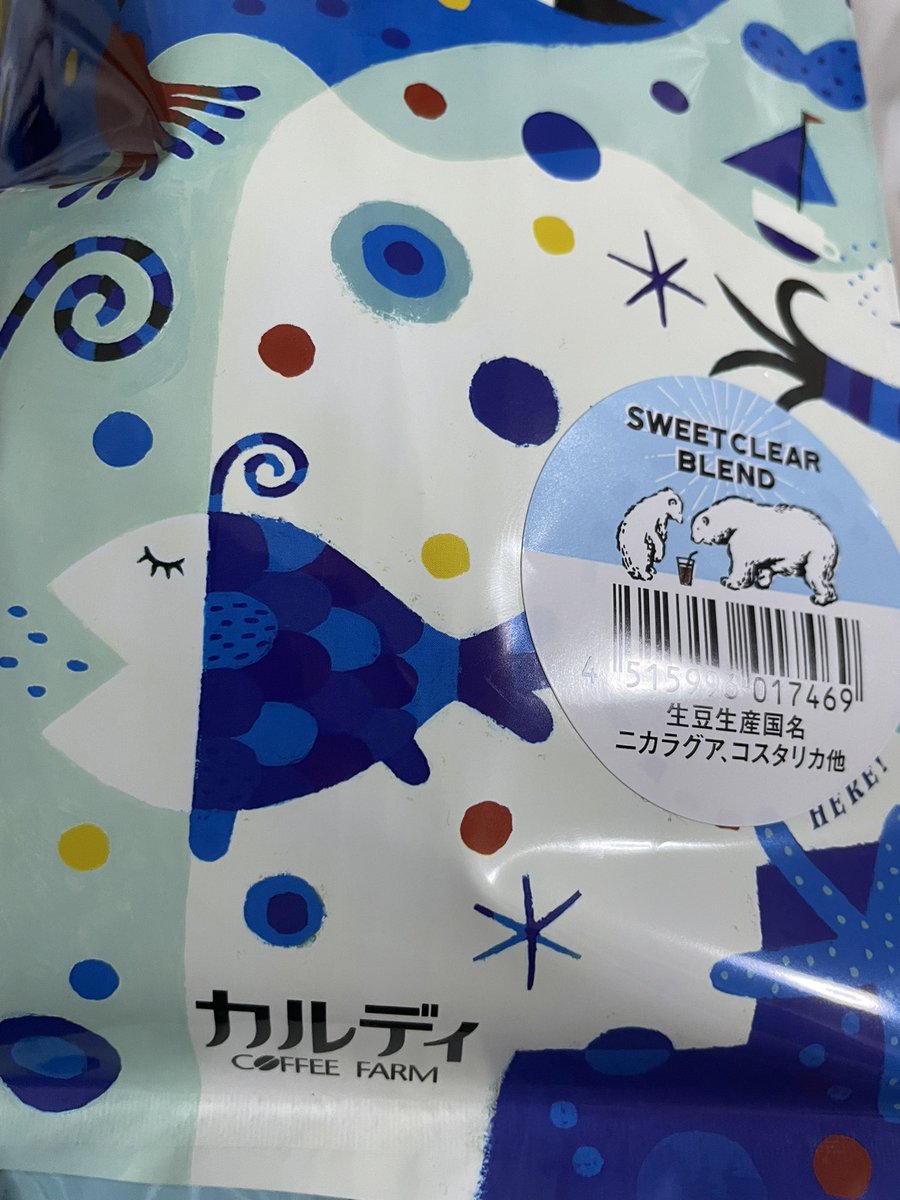 SWEET CLEAR
BLEND
4 515996 017469
生豆生産国名
ニカラグア、コスタリカ他
HERE!
カルディ
COFFEE FARM